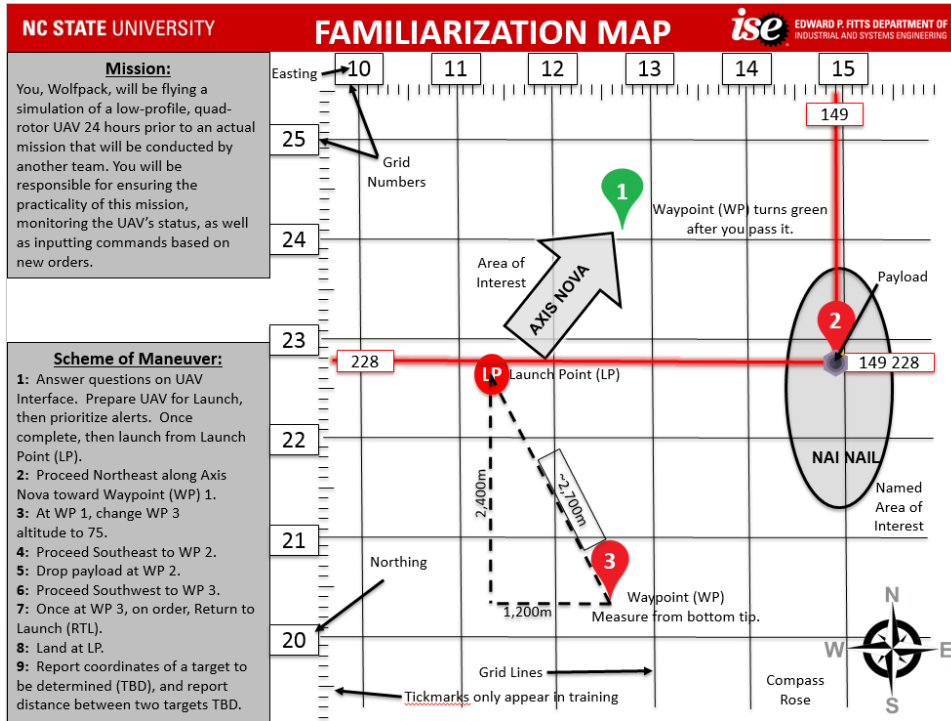 NC STATE UNIVERSITY
FAMILIARIZATION MAP
ise
EDWARD P. FITTS DEPARTMENT OF
INDUSTRIAL AND SYSTEMS ENGINEERING
Mission:
You, Wolfpack, will be flying a
simulation of a low-profile, quad-
rotor UAV 24 hours prior to an actual
mission that will be conducted by
another team. You will be
responsible for ensuring the
practicality of this mission,
monitoring the UAV's status, as well
as inputting commands based on
new orders.
Scheme of Maneuver:
1: Answer questions on UAV
Interface. Prepare UAV for Launch,
then prioritize alerts. Once
complete, then launch from Launch
Point (LP).
2: Proceed Northeast along Axis
Nova toward Waypoint (WP) 1.
3: At WP 1, change WP 3
altitude to 75.
4: Proceed Southeast to WP 2.
5: Drop payload at WP 2.
6: Proceed Southwest to WP 3.
7: Once at WP 3, on order, Return to
Launch (RTL).
8: Land at LP.
9: Report coordinates of a target to
be determined (TBD), and report
distance between two targets TBD.
Easting
10
11
12
13
14
15
149
25
Grid
Numbers
1
Waypoint (WP) turns green
after you pass it.
24
Area of
Interest
AXIS NOVA
Payload
2
23
228
149 228
LP
Launch Point (LP)
22
NAI NAIL
Named
Area of
Interest
2,400m
~2,700m
21
3
Northing
Waypoint (WP)
Measure from bottom tip.
1,200m
20
Grid Lines
Tickmarks only appear in training
Compass
Rose
N
W
E
S